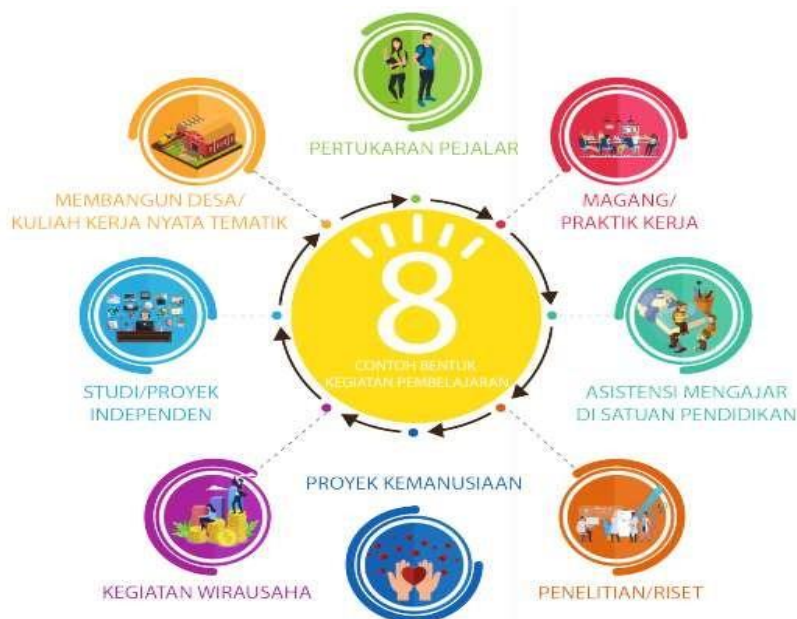 PERTUKARAN PEJALAR
MAGANG/
PRAKTIK KERJA
ASISTENSI MENGAJAR
DI SATUAN PENDIDIKAN
PENELITIAN/RISET
PROYEK KEMANUSIAAN
KEGIATAN WIRAUSAHA
STUDI/PROYEK
INDEPENDEN
MEMBANGUN DESA/
KULIAH KERJA NYATA TEMATIK
8
CONTOH BENTUK
KEGIATAN PEMBELAJARAN